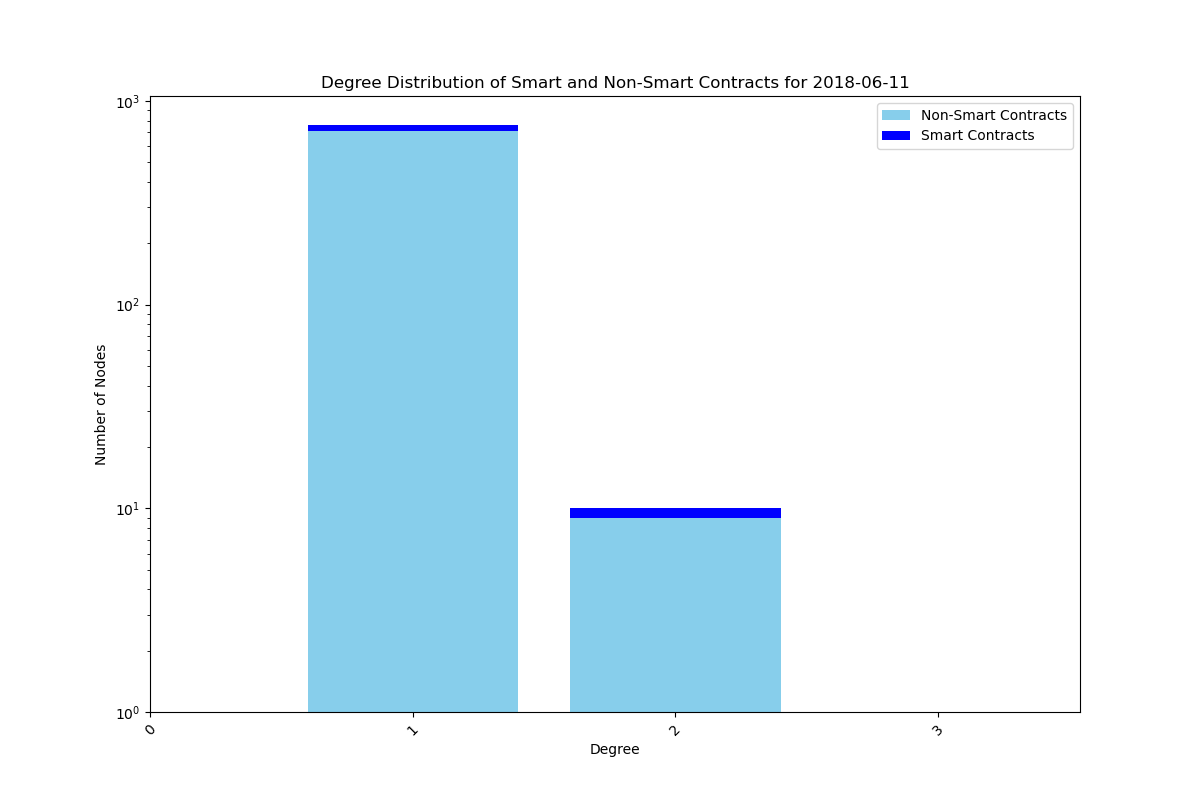 Degree Distribution of Smart and Non-Smart Contracts for 2018-06-11
Non-Smart Contracts
Smart Contracts
Number of Nodes
10³
10²
10¹
10⁰
0
1
2
3
Degree